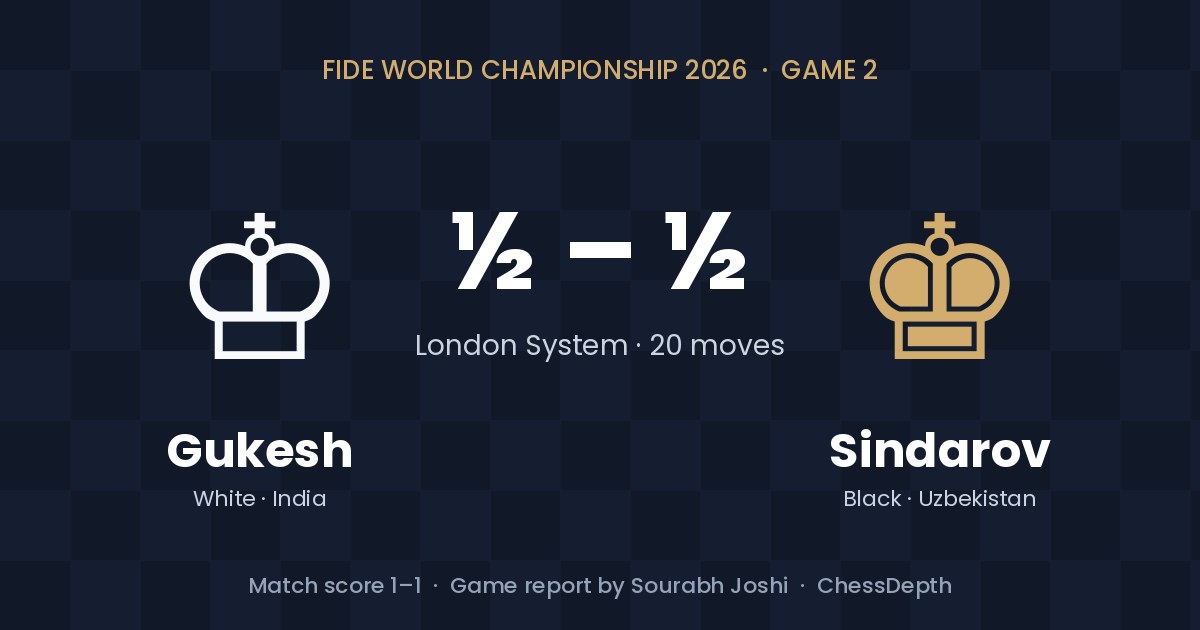 FIDE WORLD CHAMPIONSHIP 2026 · GAME 2
½ – ½
London System · 20 moves
Gukesh
White · India
Sindarov
Black · Uzbekistan
Match score 1–1 · Game report by Sourabh Joshi · ChessDepth